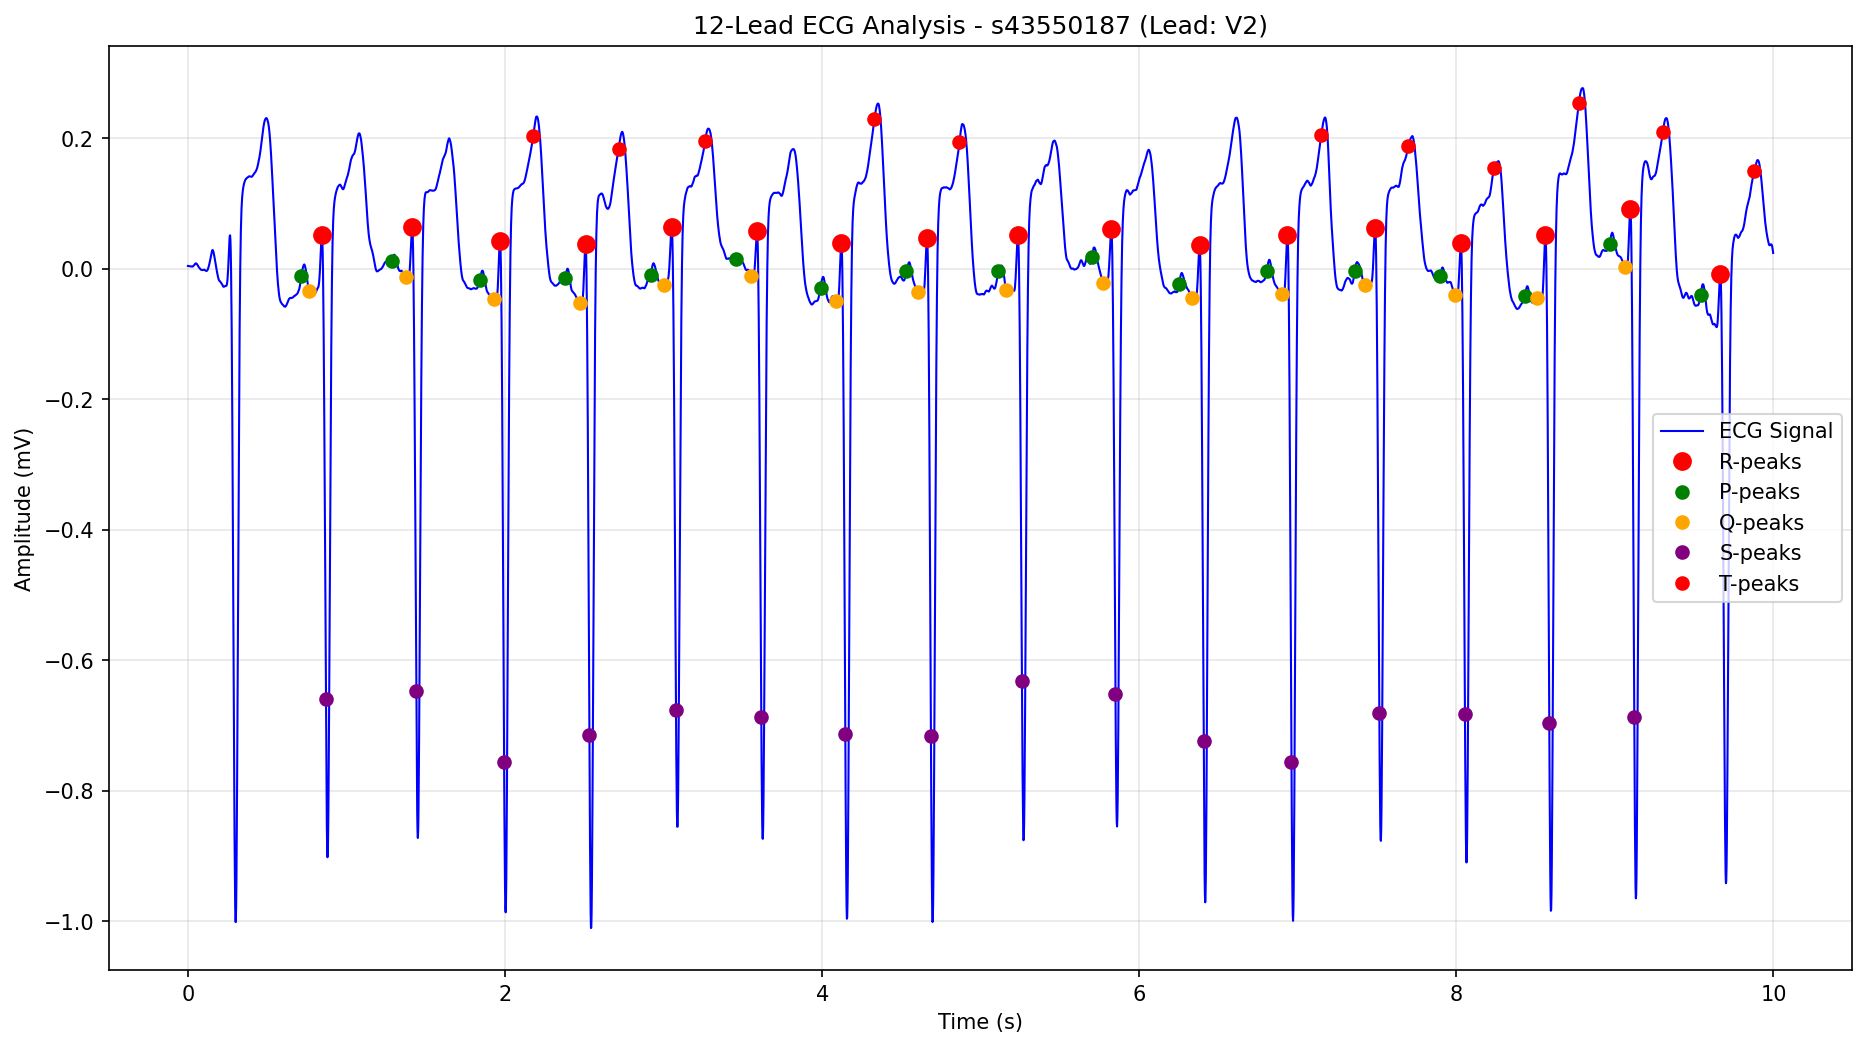 12-Lead ECG Analysis - s43550187 (Lead: V2)
Amplitude (mV)
0.2
0.0
−0.2
−0.4
−0.6
−0.8
−1.0
ECG Signal
R-peaks
P-peaks
Q-peaks
S-peaks
T-peaks
0 2 4 6 8 10
Time (s)